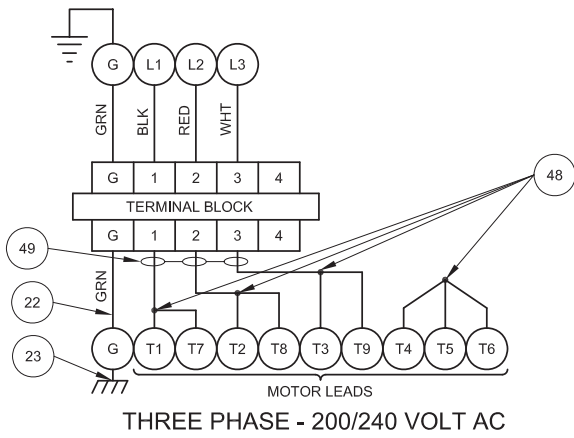 G L1 L2 L3
GRN BLK RED WHT
G 1 2 3 4
48
TERMINAL BLOCK
G 1 2 3 4
49
GRN
22
23
G T1 T7 T2 T8 T3 T9 T4 T5 T6
MOTOR LEADS
THREE PHASE - 200/240 VOLT AC